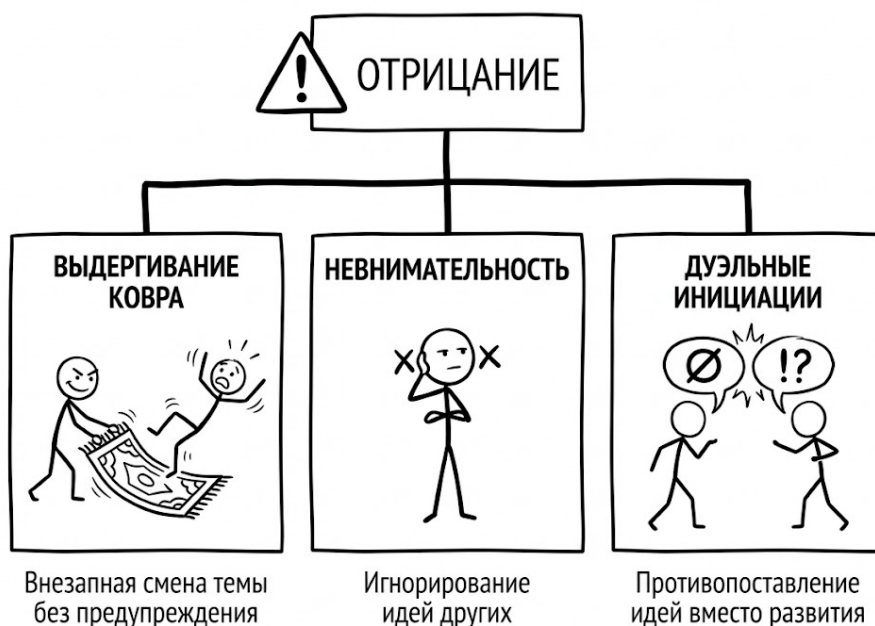 ОТРИЦАНИЕ
ВЫДЕРГИВАНИЕ
КОВРА
Внезапная смена темы
без предупреждения
НЕВНИМАТЕЛЬНОСТЬ
Игнорирование
идей других
ДУЭЛЬНЫЕ
ИНИЦИАЦИИ
!?
Противопоставление
идей вместо развития